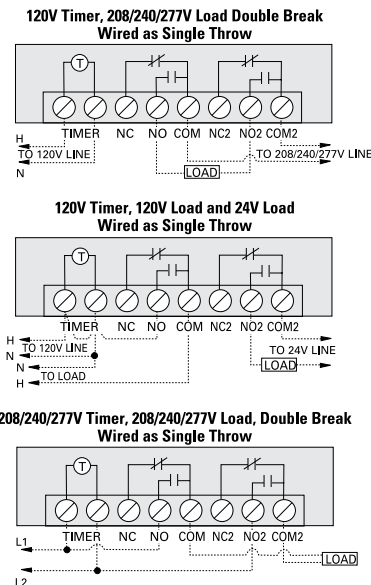 120V Timer, 208/240/277V Load Double Break
Wired as Single Throw
T
TIMER NC NO COM NC2 NO2 COM2
H
TO 120V LINE
N
LOAD
TO 208/240/277V LINE
120V Timer, 120V Load and 24V Load
Wired as Single Throw
T
TIMER NC NO COM NC2 NO2 COM2
H
TO 120V LINE
N
N
TO LOAD
H
TO 24V LINE
LOAD
208/240/277V Timer, 208/240/277V Load, Double Break
Wired as Single Throw
T
TIMER NC NO COM NC2 NO2 COM2
L1
L2
LOAD